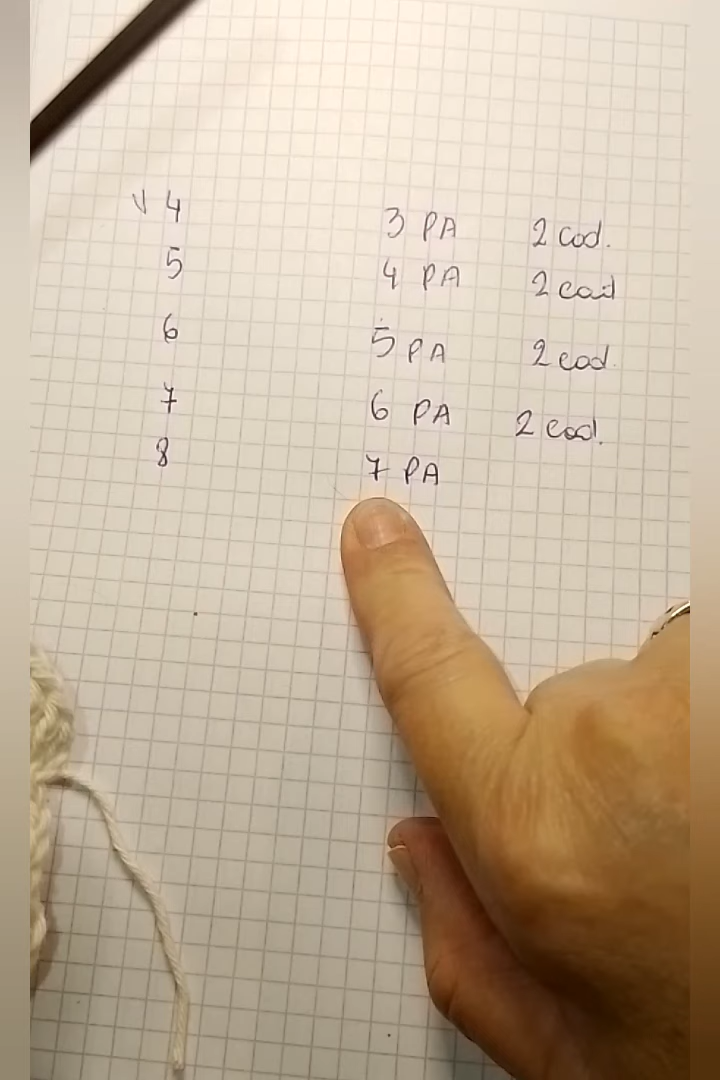 √ 4 3 PA 2 cod.
5 4 PA 2 cad
6 5 PA 2 cod.
7 6 PA 2 cod.
8 7 PA